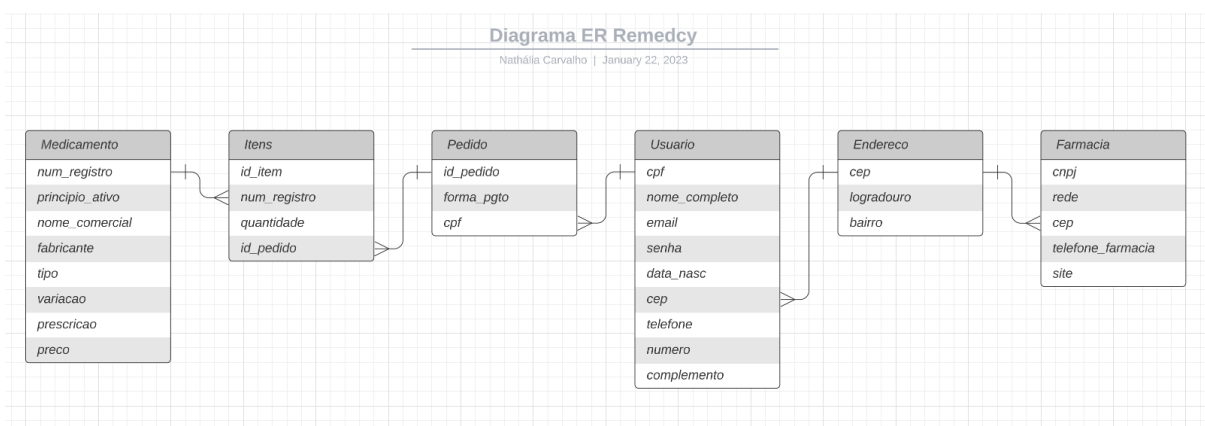 Diagrama ER Remedcy
Nathália Carvalho | January 22, 2023
Medicamento
num_registro
principio_ativo
nome_comercial
fabricante
tipo
variacao
prescricao
preco
Itens
id_item
num_registro
quantidade
id_pedido
Pedido
id_pedido
forma_pgto
cpf
Usuario
cpf
nome_completo
email
senha
data_nasc
cep
telefone
numero
complemento
Endereco
cep
logradouro
bairro
Farmacia
cnpj
rede
cep
telefone_farmacia
site